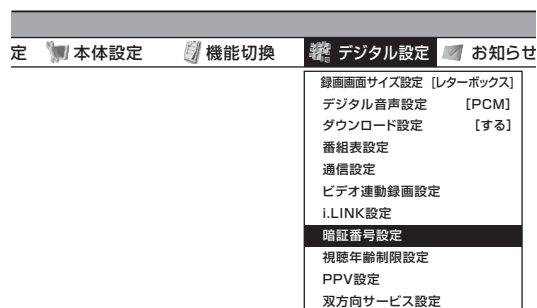 定 本体設定 機能切換 デジタル設定 お知らせ
録画画面サイズ設定 [レターボックス]
デジタル音声設定 [PCM]
ダウンロード設定 [する]
番組表設定
通信設定
ビデオ連動録画設定
i.LINK設定
暗証番号設定
視聴年齢制限設定
PPV設定
双方向サービス設定